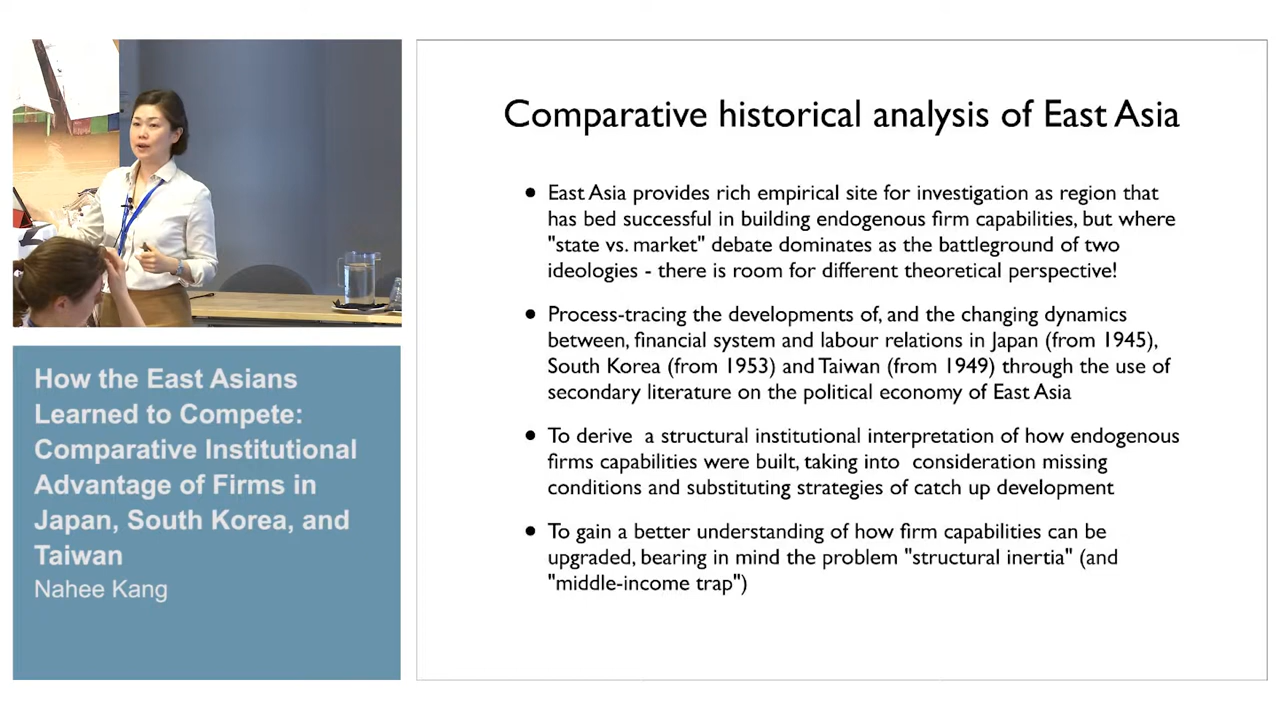 Comparative historical analysis of East Asia
• East Asia provides rich empirical site for investigation as region that
has bed successful in building endogenous firm capabilities, but where
"state vs. market" debate dominates as the battleground of two
ideologies - there is room for different theoretical perspective!
• Process-tracing the developments of, and the changing dynamics
between, financial system and labour relations in Japan (from 1945),
South Korea (from 1953) and Taiwan (from 1949) through the use of
secondary literature on the political economy of East Asia
• To derive a structural institutional interpretation of how endogenous
firms capabilities were built, taking into consideration missing
conditions and substituting strategies of catch up development
• To gain a better understanding of how firm capabilities can be
upgraded, bearing in mind the problem "structural inertia" (and
"middle-income trap")
How the East Asians
Learned to Compete:
Comparative Institutional
Advantage of Firms in
Japan, South Korea, and
Taiwan
Nahee Kang